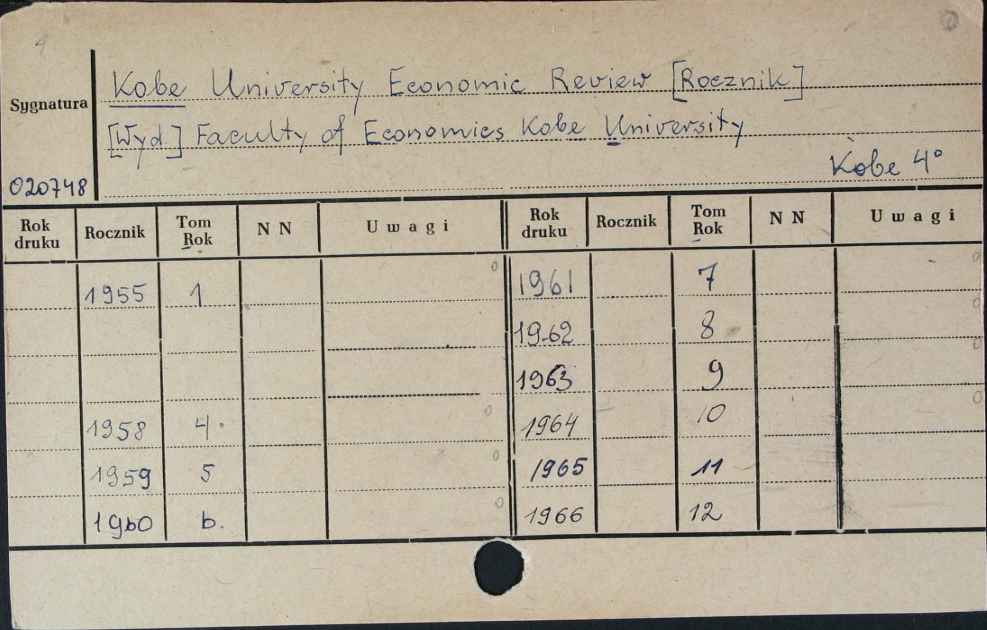 Sygnatura
Kobe University Economic Review [Rocznik]
[Wyd] Faculty of Economics Kobe University
Kobe 4°
020748
Rok druku Rocznik Tom Rok N N Uwagi Rok druku Rocznik Tom Rok N N Uwagi
1955 1 1961 7
1962 8
1963 9
1958 4. 1964 10
1959 5 1965 11
1960 6. 1966 12